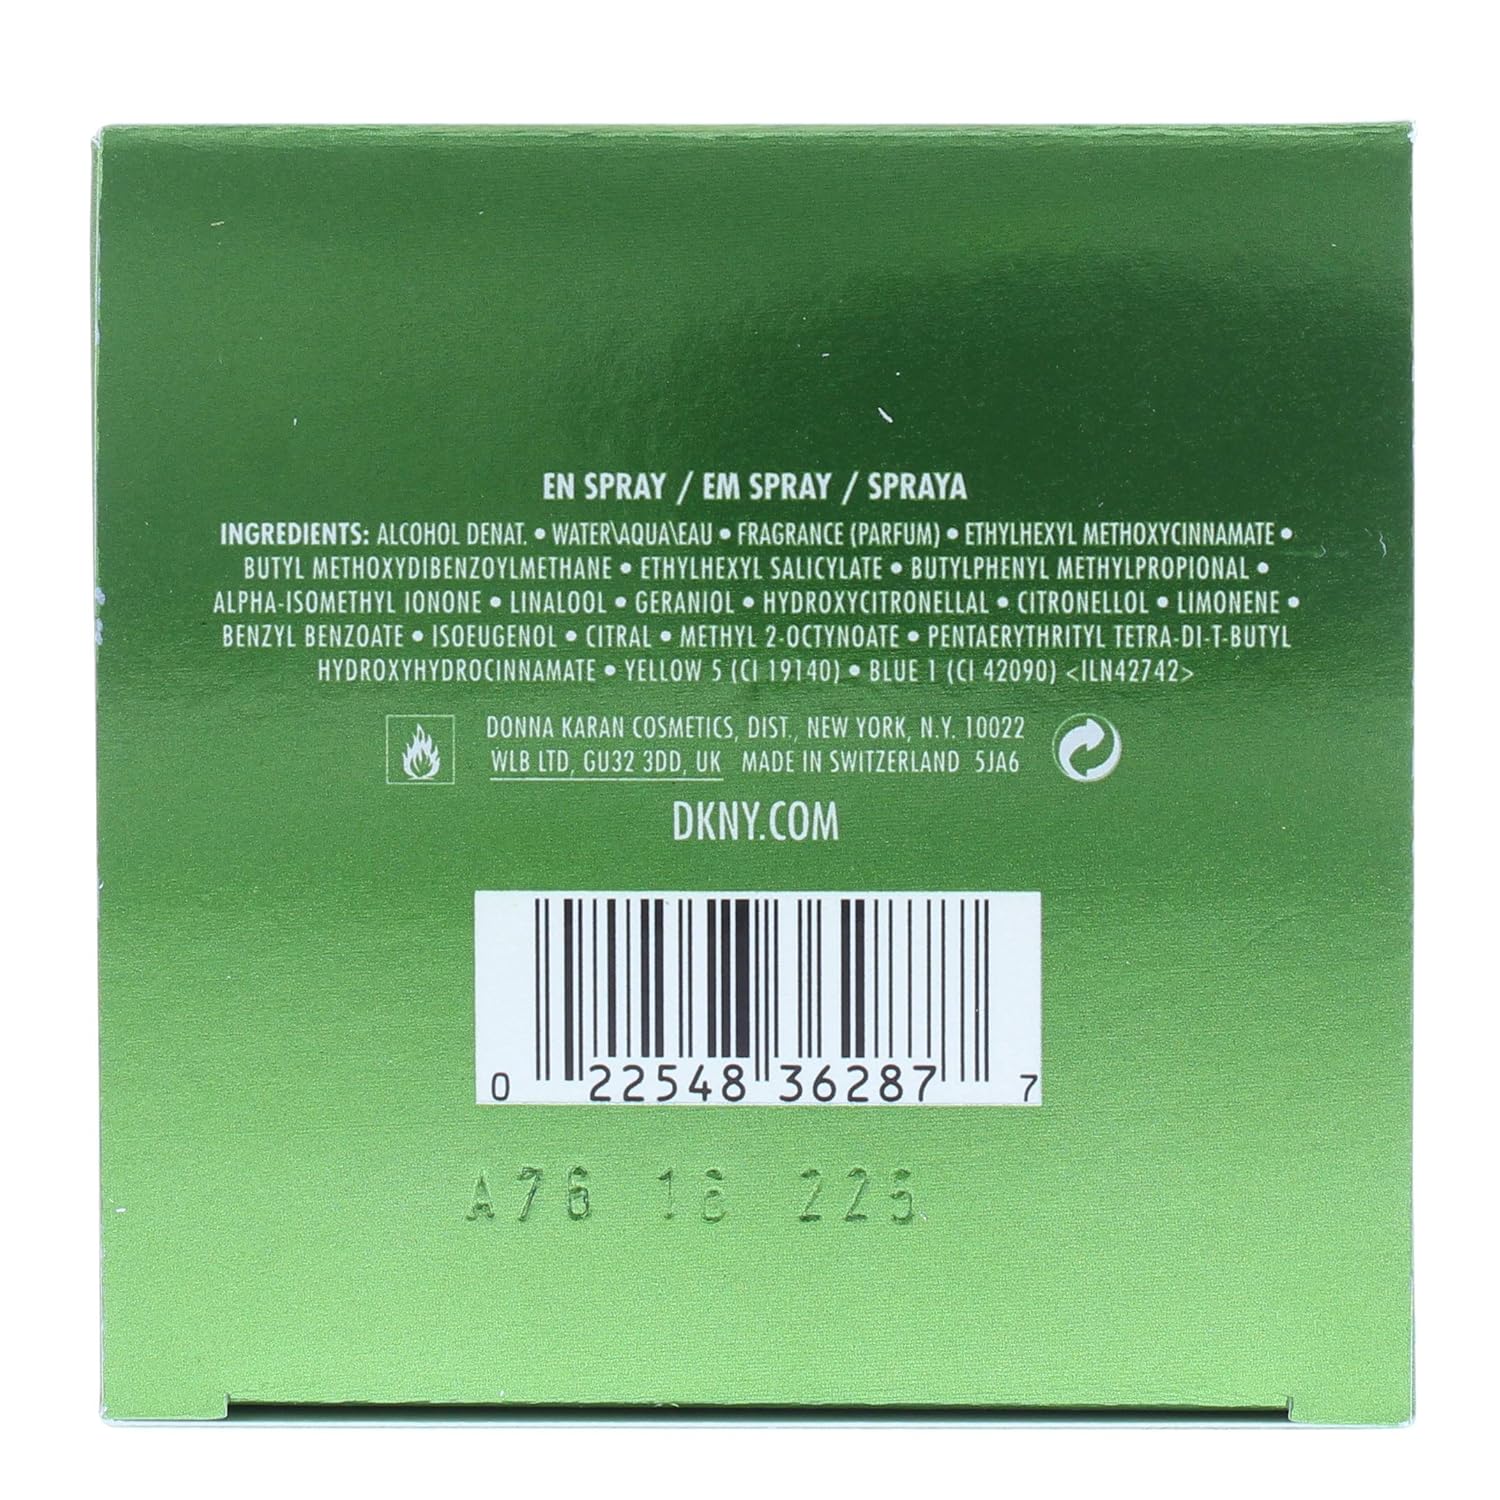 EN SPRAY / EM SPRAY / SPRAYA
INGREDIENTS: ALCOHOL DENAT. • WATER\AQUA\EAU • FRAGRANCE (PARFUM) • ETHYLHEXYL METHOXYCINNAMATE •
BUTYL METHOXYDIBENZOYLMETHANE • ETHYLHEXYL SALICYLATE • BUTYLPHENYL METHYLPROPIONAL •
ALPHA-ISOMETHYL IONONE • LINALOOL • GERANIOL • HYDROXYCITRONELLAL • CITRONELLOL • LIMONENE •
BENZYL BENZOATE • ISOEUGENOL • CITRAL • METHYL 2-OCTYNOATE • PENTAERYTHRITYL TETRA-DI-T-BUTYL
HYDROXYHYDROCINNAMATE • YELLOW 5 (CI 19140) • BLUE 1 (CI 42090) <ILN42742>
DONNA KARAN COSMETICS, DIST., NEW YORK, N.Y. 10022
WLB LTD, GU32 3DD, UK MADE IN SWITZERLAND 5JA6
DKNY.COM
0 22548 36287 7
A76 18 225